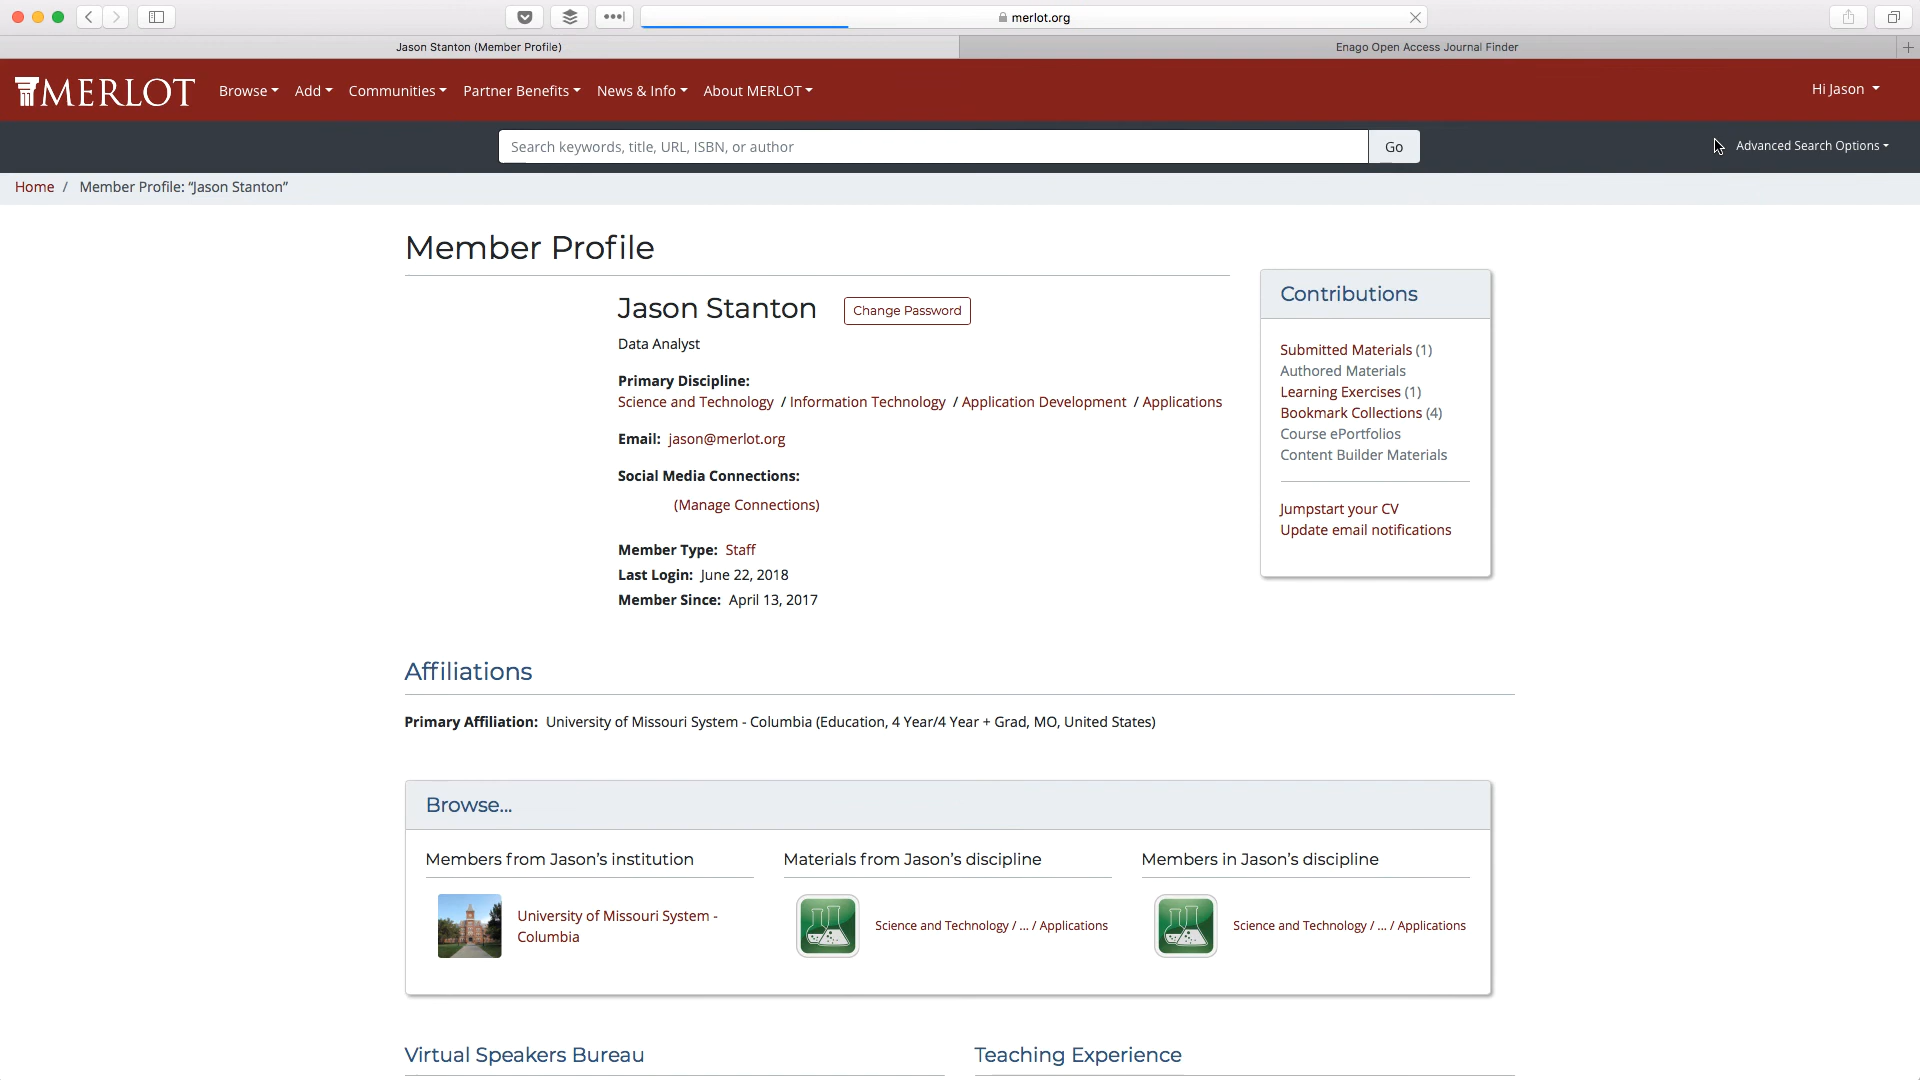 merlot.org
Jason Stanton (Member Profile)
Enago Open Access Journal Finder
MERLOT
Browse
Add
Communities
Partner Benefits
News & Info
About MERLOT
Hi Jason
Search keywords, title, URL, ISBN, or author
Go
Advanced Search Options
Home / Member Profile: “Jason Stanton”
Member Profile
Jason Stanton
Change Password
Data Analyst
Primary Discipline:
Science and Technology / Information Technology / Application Development / Applications
Email: jason@merlot.org
Social Media Connections:
(Manage Connections)
Member Type: Staff
Last Login: June 22, 2018
Member Since: April 13, 2017
Contributions
Submitted Materials (1)
Authored Materials
Learning Exercises (1)
Bookmark Collections (4)
Course ePortfolios
Content Builder Materials
Jumpstart your CV
Update email notifications
Affiliations
Primary Affiliation: University of Missouri System - Columbia (Education, 4 Year/4 Year + Grad, MO, United States)
Browse...
Members from Jason’s institution
University of Missouri System -
Columbia
Materials from Jason’s discipline
Science and Technology / ... / Applications
Members in Jason’s discipline
Science and Technology / ... / Applications
Virtual Speakers Bureau
Teaching Experience